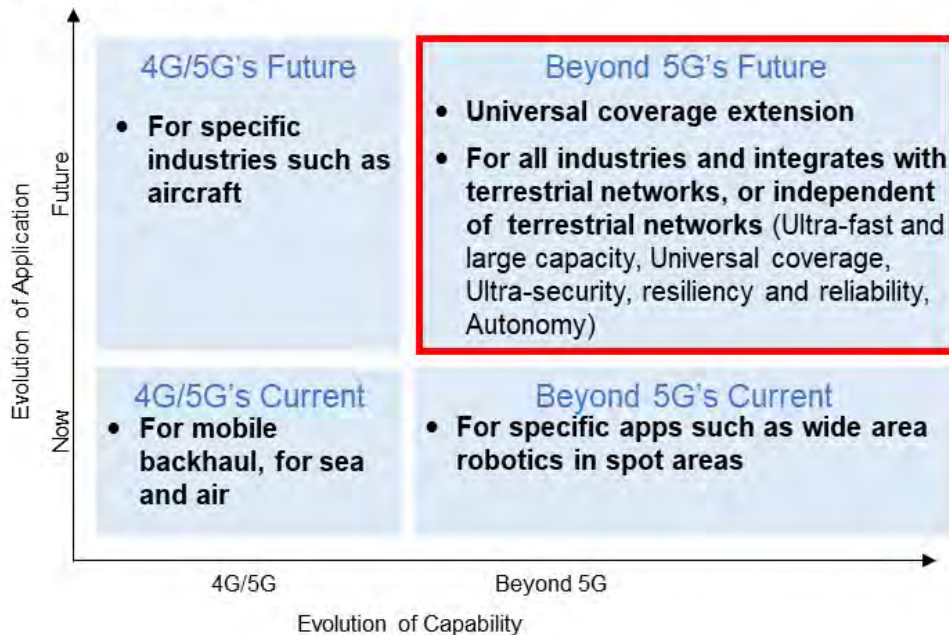 4G/5G's Future
• For specific
industries such as
aircraft
Beyond 5G's Future
• Universal coverage extension
• For all industries and integrates with
terrestrial networks, or independent
of terrestrial networks (Ultra-fast and
large capacity, Universal coverage,
Ultra-security, resiliency and reliability,
Autonomy)
4G/5G's Current
• For mobile
backhaul, for sea
and air
Beyond 5G's Current
• For specific apps such as wide area
robotics in spot areas
Evolution of Application
Future
Now
4G/5G
Beyond 5G
Evolution of Capability